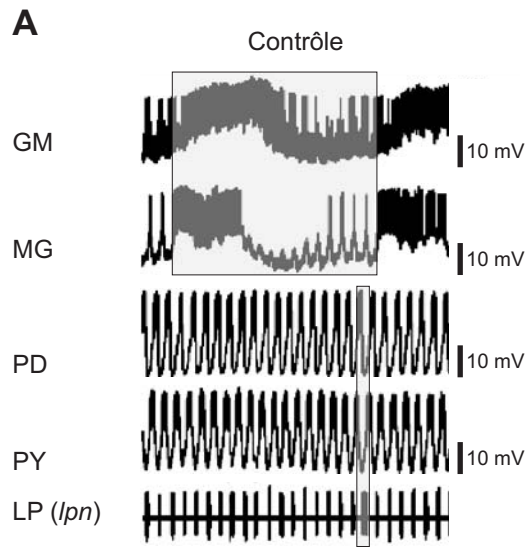 A
Contrôle
GM
10 mV
MG
10 mV
PD
10 mV
PY
10 mV
LP (lpn)